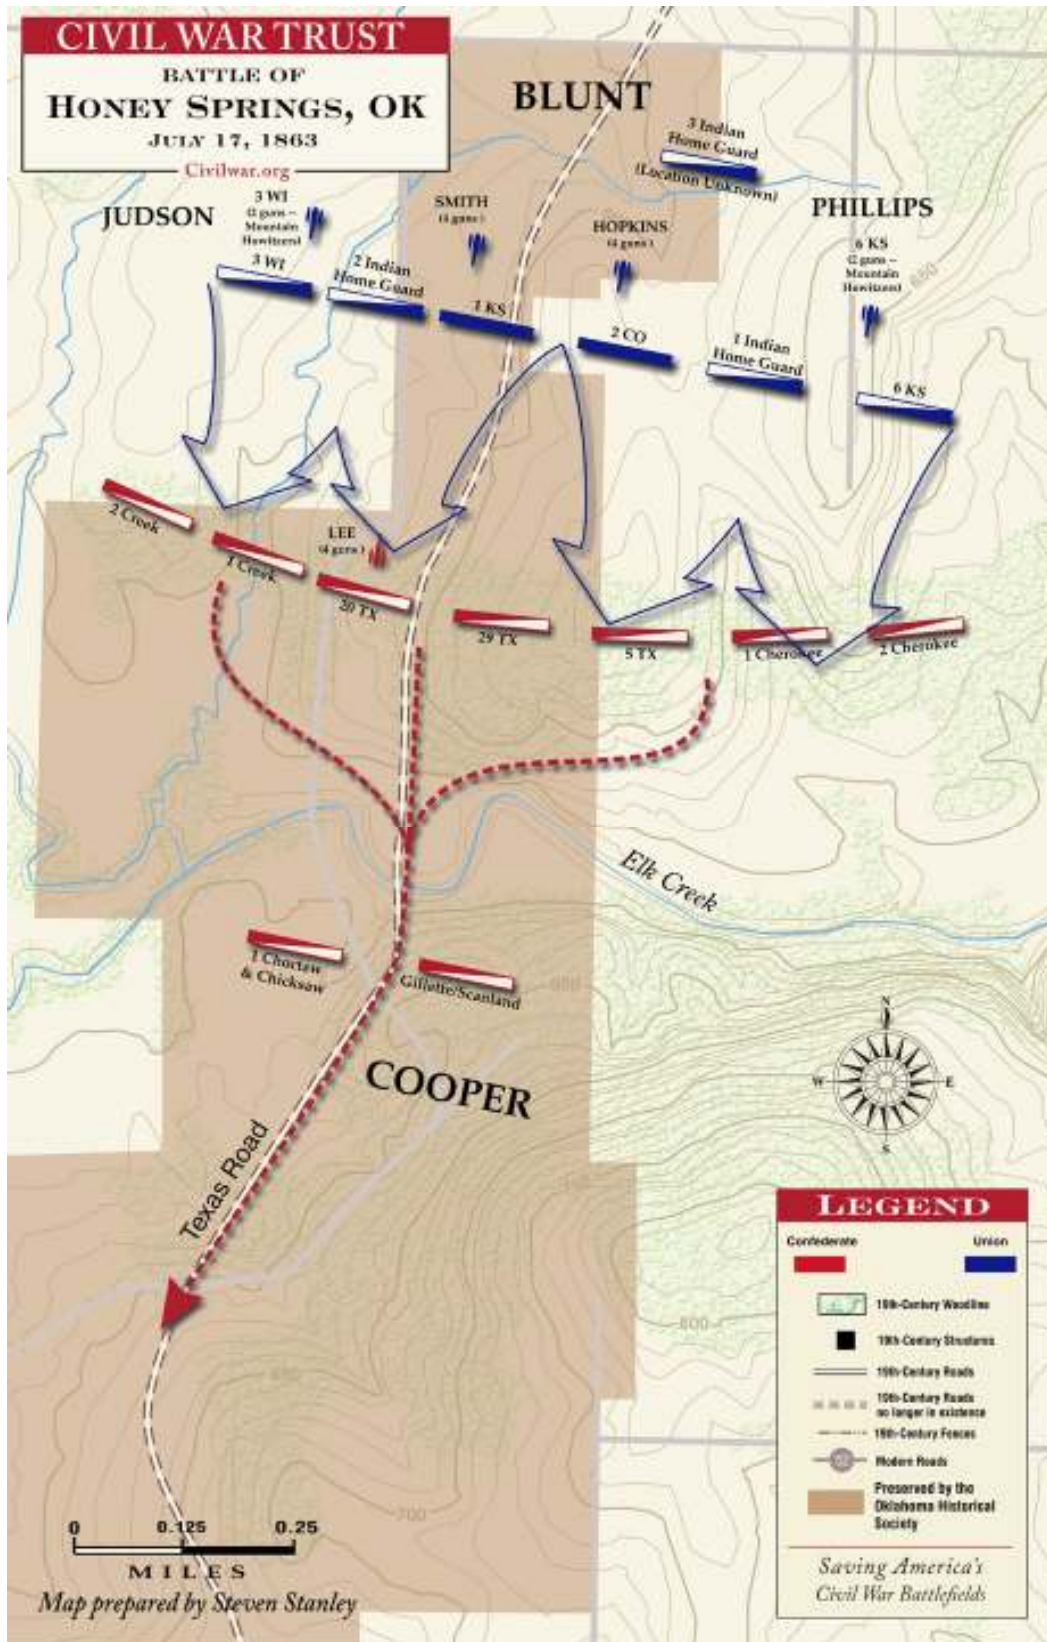 CIVIL WAR TRUST
BATTLE OF
HONEY SPRINGS, OK
JULY 17, 1863
Civilwar.org
BLUNT
3 Indian
Home Guard
(Location Unknown)
JUDSON
3 WI
(2 guns –
Mountain
Howitzers)
SMITH
(4 guns)
HOPKINS
(4 guns)
PHILLIPS
6 KS
(2 guns –
Mountain
Howitzers)
3 WI
2 Indian
Home Guard
1 KS
2 CO
1 Indian
Home Guard
6 KS
650
2 Creek
1 Creek
LEE
(4 guns)
20 TX
29 TX
5 TX
1 Cherokee
2 Cherokee
Elk Creek
1 Choctaw
& Chicksaw
Gillette/Scanland
COOPER
Texas Road
N
W
E
S
600
700
LEGEND
Confederate
Union
19th-Century Woodline
19th-Century Structures
19th-Century Roads
19th-Century Roads
no longer in existence
19th-Century Fences
Modern Roads
Preserved by the
Oklahoma Historical
Society
Saving America's
Civil War Battlefields
0
0.125
0.25
MILES
Map prepared by Steven Stanley